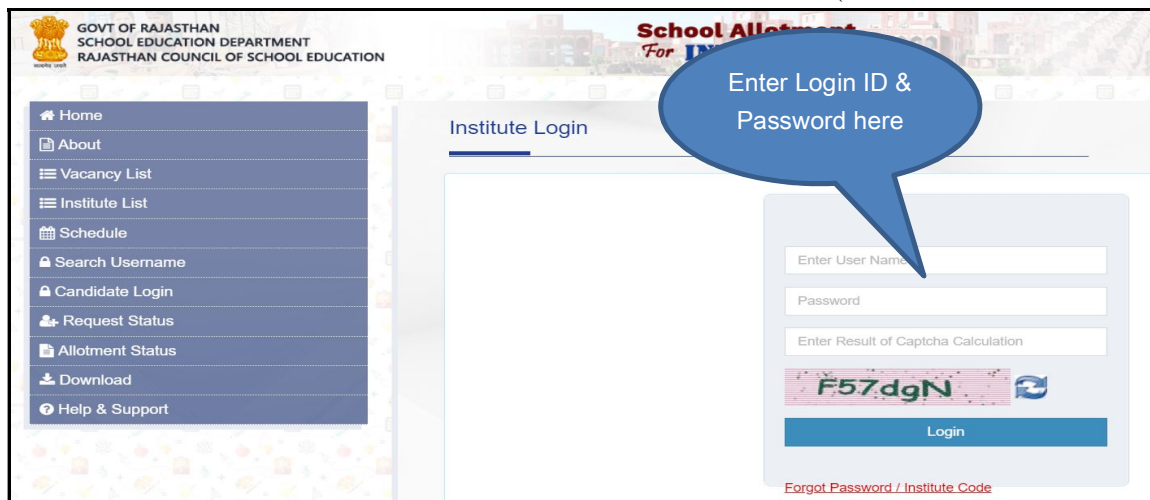 GOVT OF RAJASTHAN
SCHOOL EDUCATION DEPARTMENT
RAJASTHAN COUNCIL OF SCHOOL EDUCATION
School Allotment
For IN
Enter Login ID &
Password here
Home
About
Vacancy List
Institute List
Schedule
Search Username
Candidate Login
Request Status
Allotment Status
Download
Help & Support
Institute Login
Enter User Name
Password
Enter Result of Captcha Calculation
F57dgN
Login
Forgot Password / Institute Code